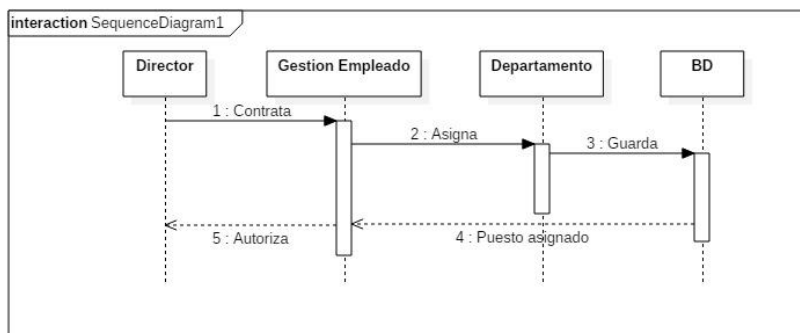 interaction SequenceDiagram1
Director
Gestion Empleado
Departamento
BD
1 : Contrata
2 : Asigna
3 : Guarda
4 : Puesto asignado
5 : Autoriza